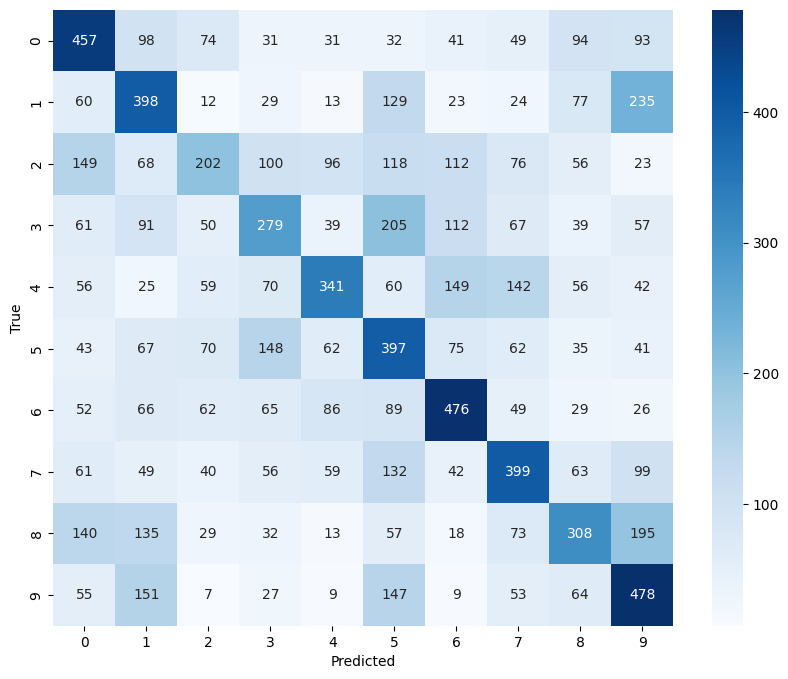 0 457 98 74 31 31 32 41 49 94 93
1 60 398 12 29 13 129 23 24 77 235
400
2 149 68 202 100 96 118 112 76 56 23
3 61 91 50 279 39 205 112 67 39 57
300
True
4 56 25 59 70 341 60 149 142 56 42
5 43 67 70 148 62 397 75 62 35 41
200
6 52 66 62 65 86 89 476 49 29 26
7 61 49 40 56 59 132 42 399 63 99
100
8 140 135 29 32 13 57 18 73 308 195
9 55 151 7 27 9 147 9 53 64 478
0 1 2 3 4 5 6 7 8 9
Predicted